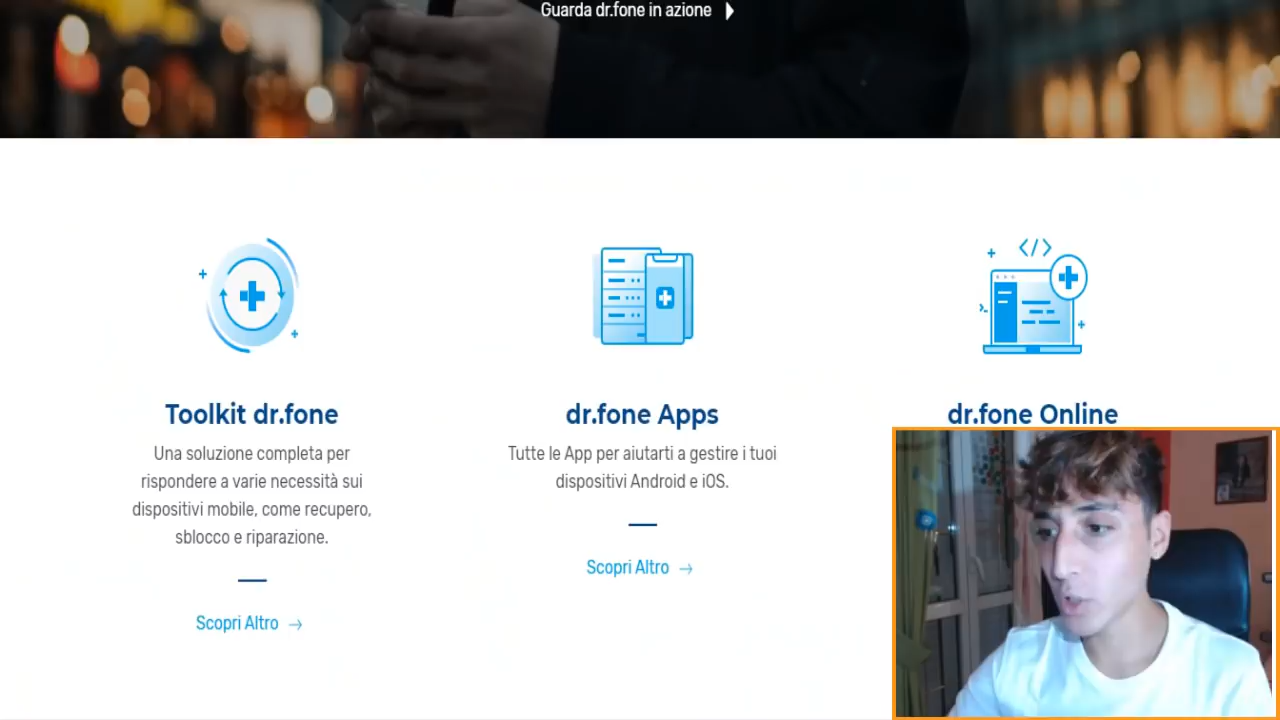 Guarda dr.fone in azione
Toolkit dr.fone
Una soluzione completa per
rispondere a varie necessità sui
dispositivi mobile, come recupero,
sblocco e riparazione.
Scopri Altro →
dr.fone Apps
Tutte le App per aiutarti a gestire i tuoi
dispositivi Android e iOS.
Scopri Altro →
</>
dr.fone Online